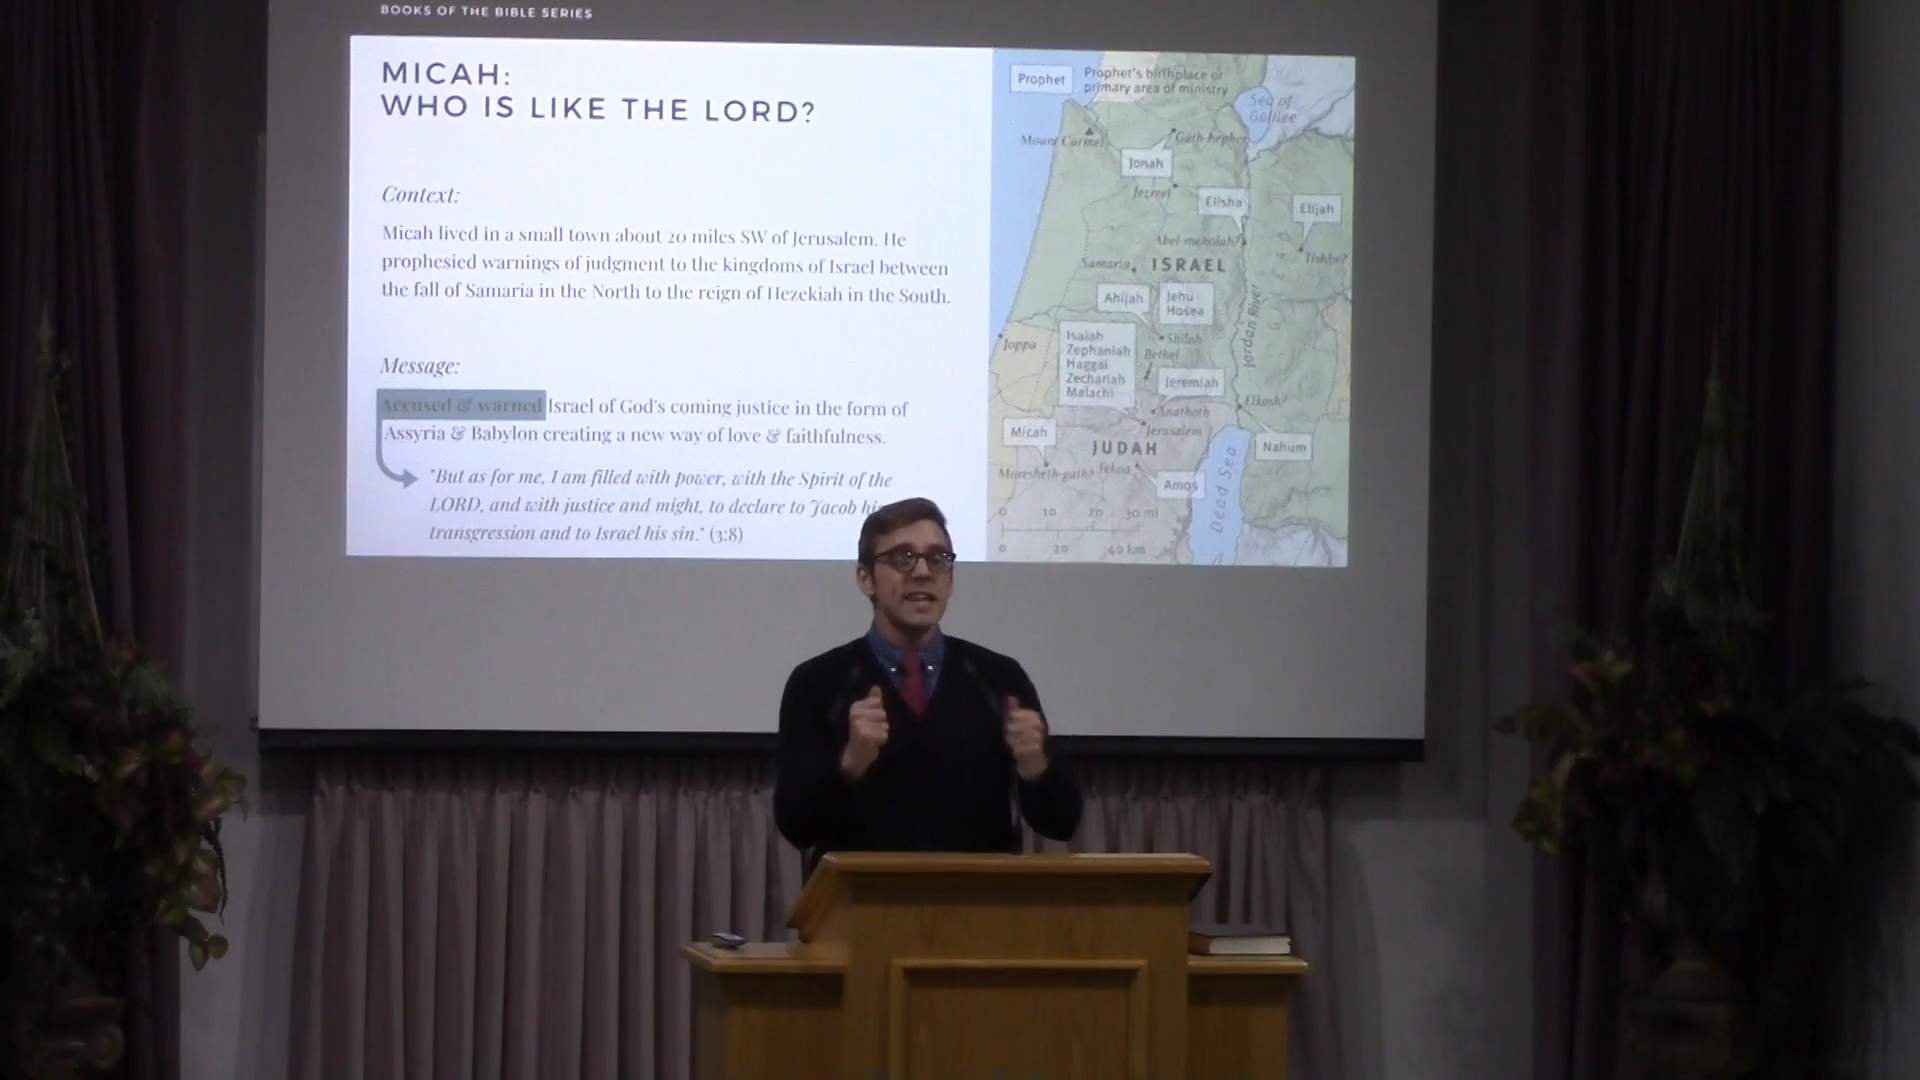 BOOKS OF THE BIBLE SERIES
MICAH:
WHO IS LIKE THE LORD?
Context:
Micah lived in a small town about 20 miles SW of Jerusalem. He
prophesied warnings of judgment to the kingdoms of Israel between
the fall of Samaria in the North to the reign of Hezekiah in the South.
Message:
Accused & warned Israel of God's coming justice in the form of
Assyria & Babylon creating a new way of love & faithfulness.
"But as for me, I am filled with power, with the Spirit of the
LORD, and with justice and might, to declare to Jacob his
transgression and to Israel his sin." (3:8)
Prophet
Prophet's birthplace or
primary area of ministry
Sea of
Galilee
Mount Carmel
Gath-hepher
Jonah
Jezreel
Elisha
Elijah
Abel-meholah?
Tishbe?
Samaria
ISRAEL
GILEAD
Ahijah
Jehu
Hosea
Jordan River
Joppa
Isaiah
Zephaniah
Haggai
Zechariah
Malachi
Shiloh
Bethel
Jeremiah
Anathoth
Elkosh?
Jerusalem
Micah
JUDAH
Nahum
Moresheth-gath?
Tekoa
Amos
Dead Sea
0 10 20 30 mi
0 20 40 km